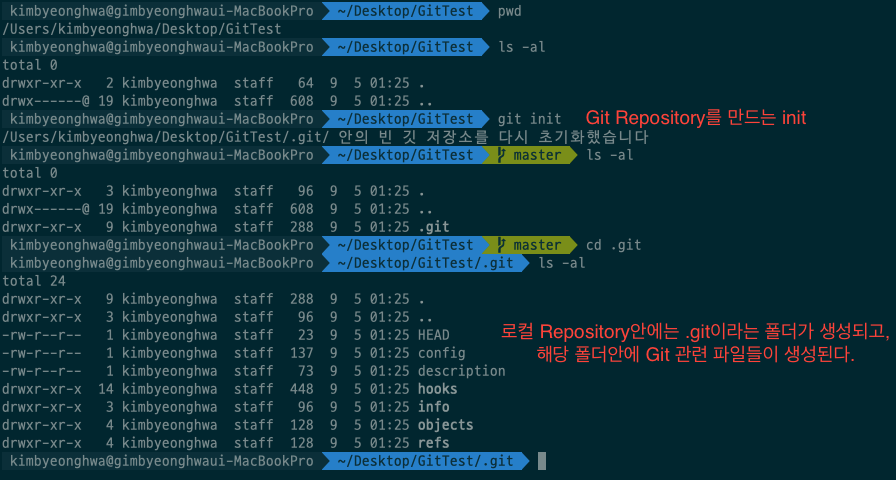 kimbyeonghwa@gimbyeonghwaui-MacBookPro ~/Desktop/GitTest pwd
/Users/kimbyeonghwa/Desktop/GitTest
kimbyeonghwa@gimbyeonghwaui-MacBookPro ~/Desktop/GitTest ls -al
total 0
drwxr-xr-x 2 kimbyeonghwa staff 64 9 5 01:25 .
drwx------@ 19 kimbyeonghwa staff 608 9 5 01:25 ..
kimbyeonghwa@gimbyeonghwaui-MacBookPro ~/Desktop/GitTest git init Git Repository를 만드는 init
/Users/kimbyeonghwa/Desktop/GitTest/.git/ 안의 빈 깃 저장소를 다시 초기화했습니다
kimbyeonghwa@gimbyeonghwaui-MacBookPro ~/Desktop/GitTest master ls -al
total 0
drwxr-xr-x 3 kimbyeonghwa staff 96 9 5 01:25 .
drwx------@ 19 kimbyeonghwa staff 608 9 5 01:25 ..
drwxr-xr-x 9 kimbyeonghwa staff 288 9 5 01:25 .git
kimbyeonghwa@gimbyeonghwaui-MacBookPro ~/Desktop/GitTest master cd .git
kimbyeonghwa@gimbyeonghwaui-MacBookPro ~/Desktop/GitTest/.git ls -al
total 24
drwxr-xr-x 9 kimbyeonghwa staff 288 9 5 01:25 .
drwxr-xr-x 3 kimbyeonghwa staff 96 9 5 01:25 ..
-rw-r--r-- 1 kimbyeonghwa staff 23 9 5 01:25 HEAD
-rw-r--r-- 1 kimbyeonghwa staff 137 9 5 01:25 config
-rw-r--r-- 1 kimbyeonghwa staff 73 9 5 01:25 description
drwxr-xr-x 14 kimbyeonghwa staff 448 9 5 01:25 hooks
drwxr-xr-x 3 kimbyeonghwa staff 96 9 5 01:25 info
drwxr-xr-x 4 kimbyeonghwa staff 128 9 5 01:25 objects
drwxr-xr-x 4 kimbyeonghwa staff 128 9 5 01:25 refs
로컬 Repository안에는 .git이라는 폴더가 생성되고,
해당 폴더안에 Git 관련 파일들이 생성된다.
kimbyeonghwa@gimbyeonghwaui-MacBookPro ~/Desktop/GitTest/.git